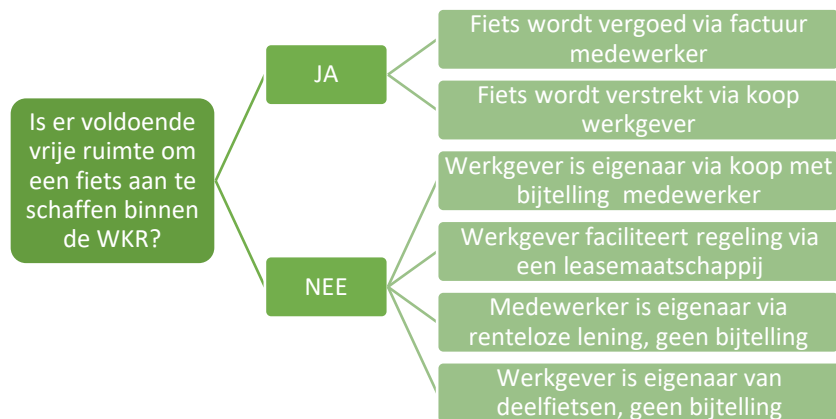 Is er voldoende
vrije ruimte om
een fiets aan te
schaffen binnen
de WKR?
JA
Fiets wordt vergoed via factuur
medewerker
Fiets wordt verstrekt via koop
werkgever
NEE
Werkgever is eigenaar via koop met
bijtelling medewerker
Werkgever faciliteert regeling via
een leasemaatschappij
Medewerker is eigenaar via
renteloze lening, geen bijtelling
Werkgever is eigenaar van
deelfietsen, geen bijtelling